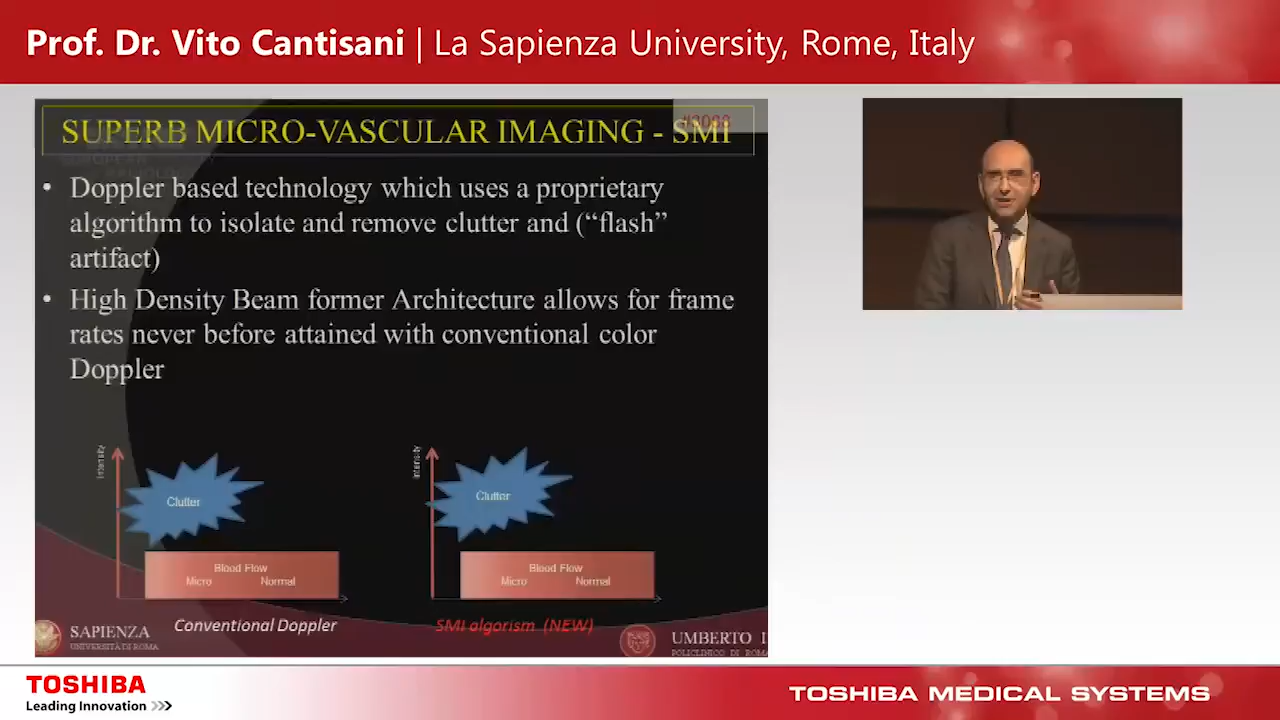 Prof. Dr. Vito Cantisani | La Sapienza University, Rome, Italy
SUPERB MICRO-VASCULAR IMAGING - SMI
• Doppler based technology which uses a proprietary
algorithm to isolate and remove clutter and (“flash”
artifact)
• High Density Beam former Architecture allows for frame
rates never before attained with conventional color
Doppler
Intensity
Clutter
Blood Flow
Micro Normal
Conventional Doppler
Intensity
Clutter
Blood Flow
Micro Normal
SMI algorism (NEW)
SAPIENZA
UNIVERSITÀ DI ROMA
UMBERTO I
POLICLINICO DI ROMA
TOSHIBA
Leading Innovation >>>
TOSHIBA MEDICAL SYSTEMS